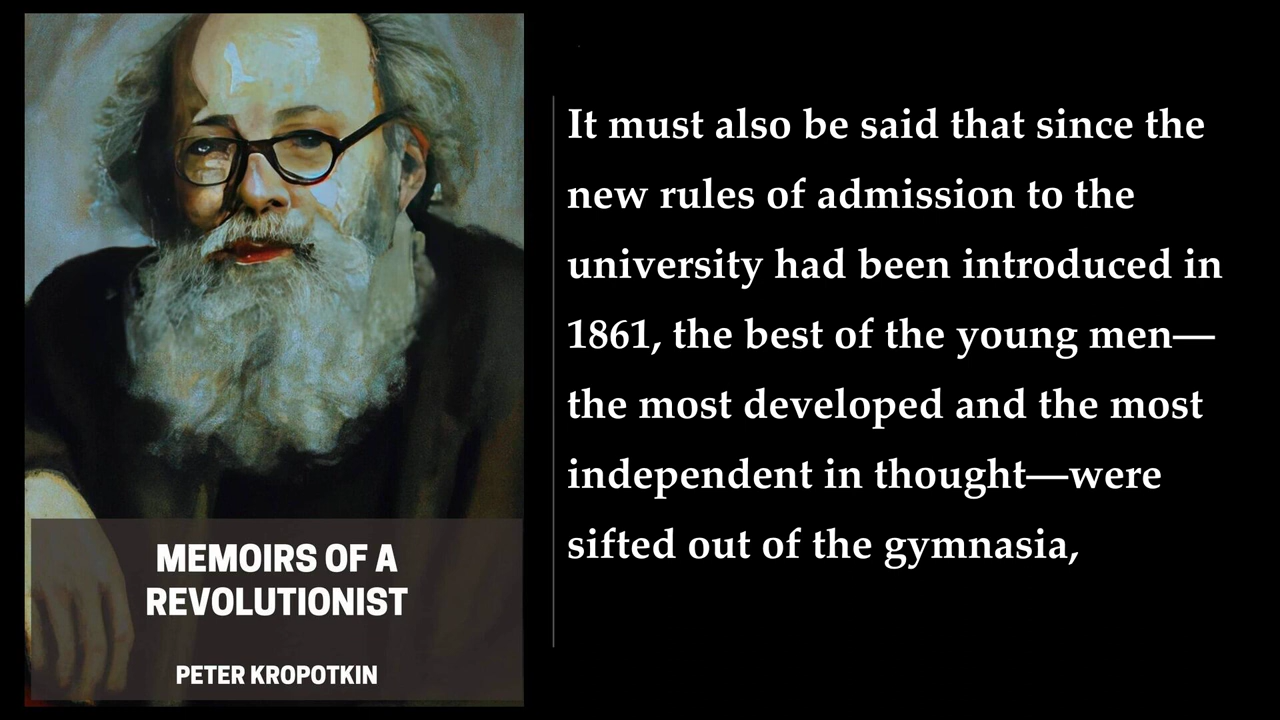 MEMOIRS OF A
REVOLUTIONIST
PETER KROPOTKIN
It must also be said that since the
new rules of admission to the
university had been introduced in
1861, the best of the young men—
the most developed and the most
independent in thought—were
sifted out of the gymnasia,